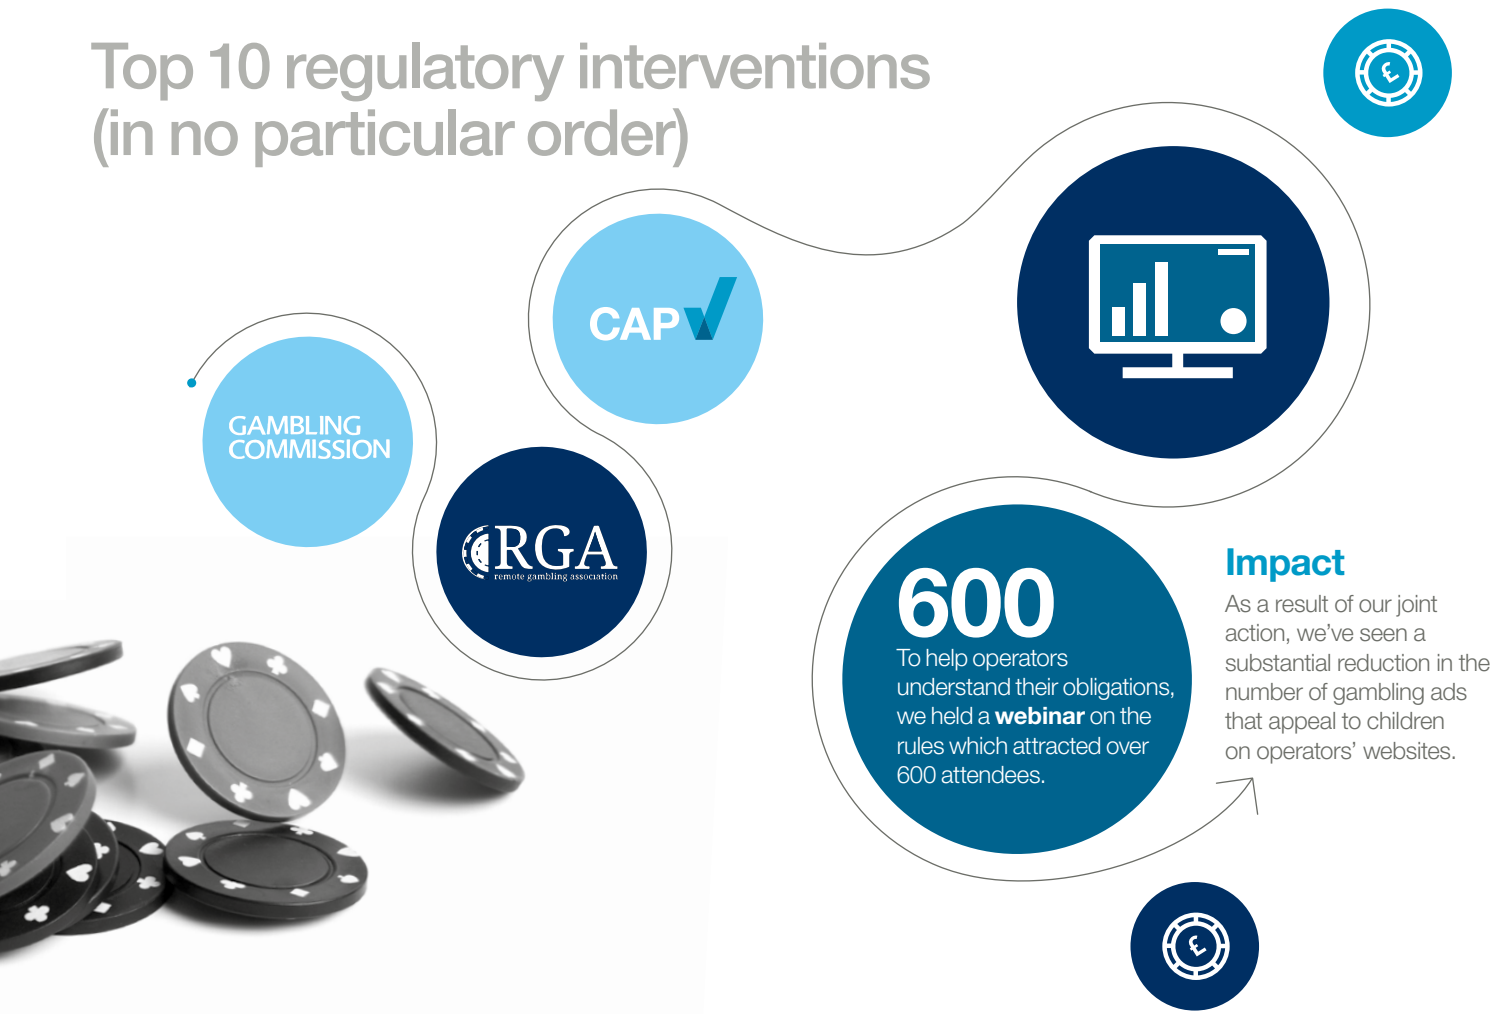 Top 10 regulatory interventions
(in no particular order)
£
CAP
GAMBLING
COMMISSION
RGA
remote gambling association
600
To help operators
understand their obligations,
we held a webinar on the
rules which attracted over
600 attendees.
Impact
As a result of our joint
action, we've seen a
substantial reduction in the
number of gambling ads
that appeal to children
on operators' websites.
£